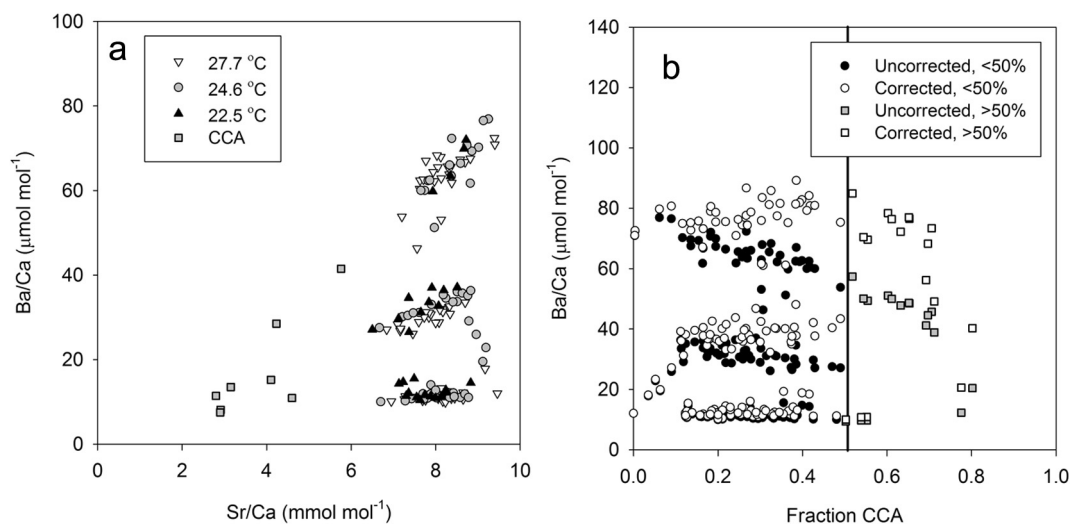 a
27.7 °C
24.6 °C
22.5 °C
CCA
100
80
60
40
20
0
Ba/Ca (μmol mol⁻¹)
0 2 4 6 8 10
Sr/Ca (mmol mol⁻¹)
b
Uncorrected, <50%
Corrected, <50%
Uncorrected, >50%
Corrected, >50%
140
120
100
80
60
40
20
0
Ba/Ca (μmol mol⁻¹)
0.0 0.2 0.4 0.6 0.8 1.0
Fraction CCA